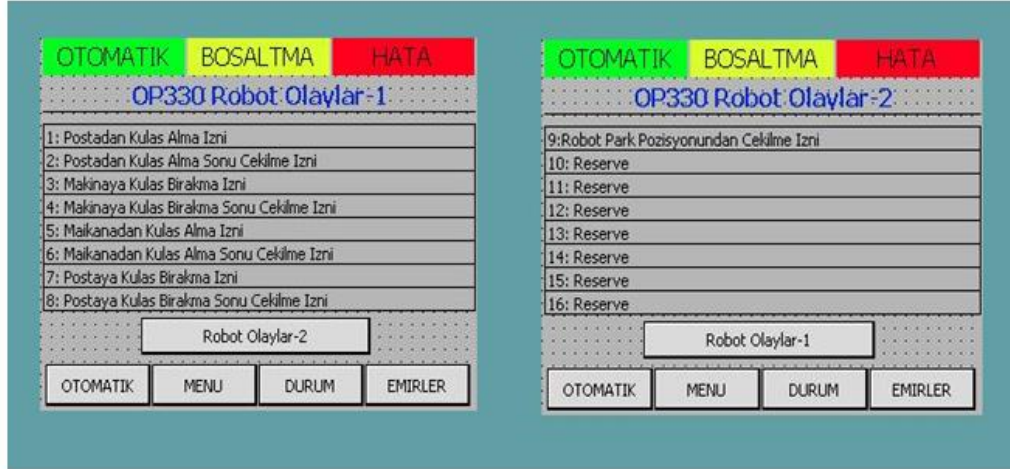 OTOMATIK BOSALTMA HATA
OP330 Robot Olaylar-1
1: Postadan Kulas Alma Izni
2: Postadan Kulas Alma Sonu Cekilme Izni
3: Makinaya Kulas Birakma Izni
4: Makinaya Kulas Birakma Sonu Cekilme Izni
5: Maikanadan Kulas Alma Izni
6: Maikanadan Kulas Alma Sonu Cekilme Izni
7: Postaya Kulas Birakma Izni
8: Postaya Kulas Birakma Sonu Cekilme Izni
Robot Olaylar-2
OTOMATIK MENU DURUM EMIRLER
OTOMATIK BOSALTMA HATA
OP330 Robot Olaylar-2
9:Robot Park Pozisyonundan Cekilme Izni
10: Reserve
11: Reserve
12: Reserve
13: Reserve
14: Reserve
15: Reserve
16: Reserve
Robot Olaylar-1
OTOMATIK MENU DURUM EMIRLER